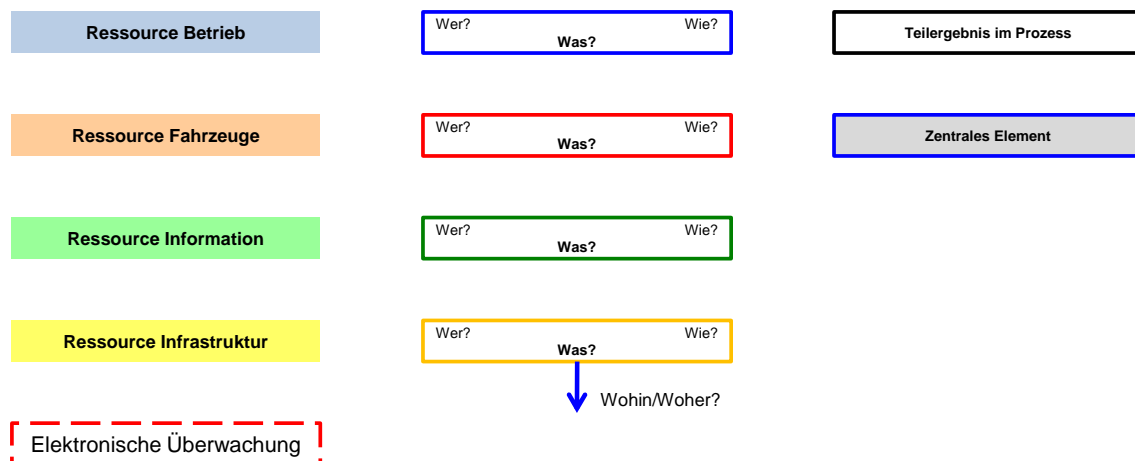 Ressource Betrieb
Wer? Wie?
Was?
Teilergebnis im Prozess
Ressource Fahrzeuge
Wer? Wie?
Was?
Zentrales Element
Ressource Information
Wer? Wie?
Was?
Ressource Infrastruktur
Wer? Wie?
Was?
Wohin/Woher?
Elektronische Überwachung